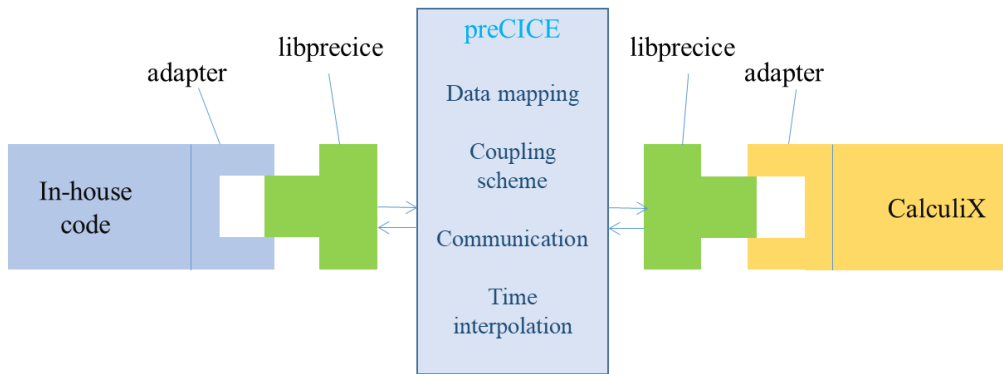 preCICE
libprecice
libprecice
adapter
adapter
Data mapping
Coupling
scheme
In-house
code
CalculiX
Communication
Time
interpolation